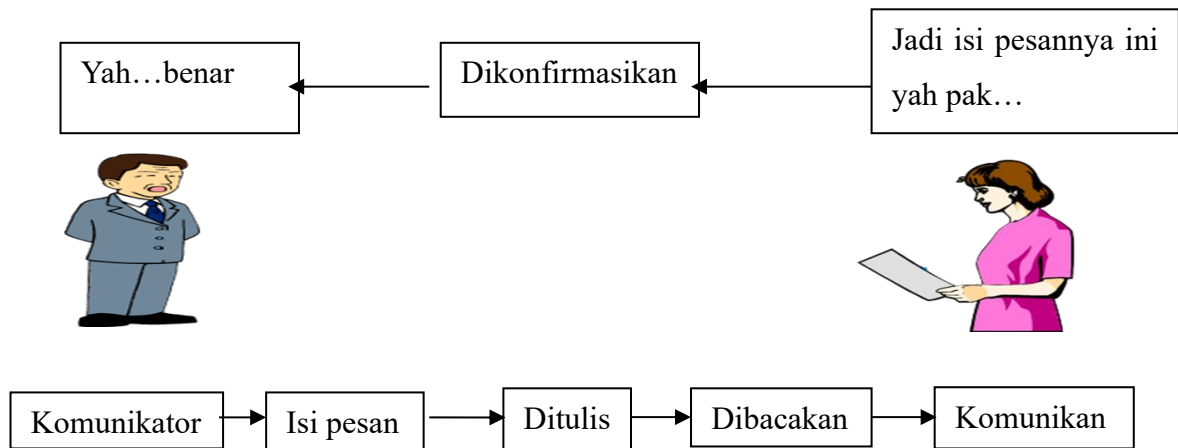 Yah…benar
Dikonfirmasikan
Jadi isi pesannya ini
yah pak…
Komunikator
Isi pesan
Ditulis
Dibacakan
Komunikan